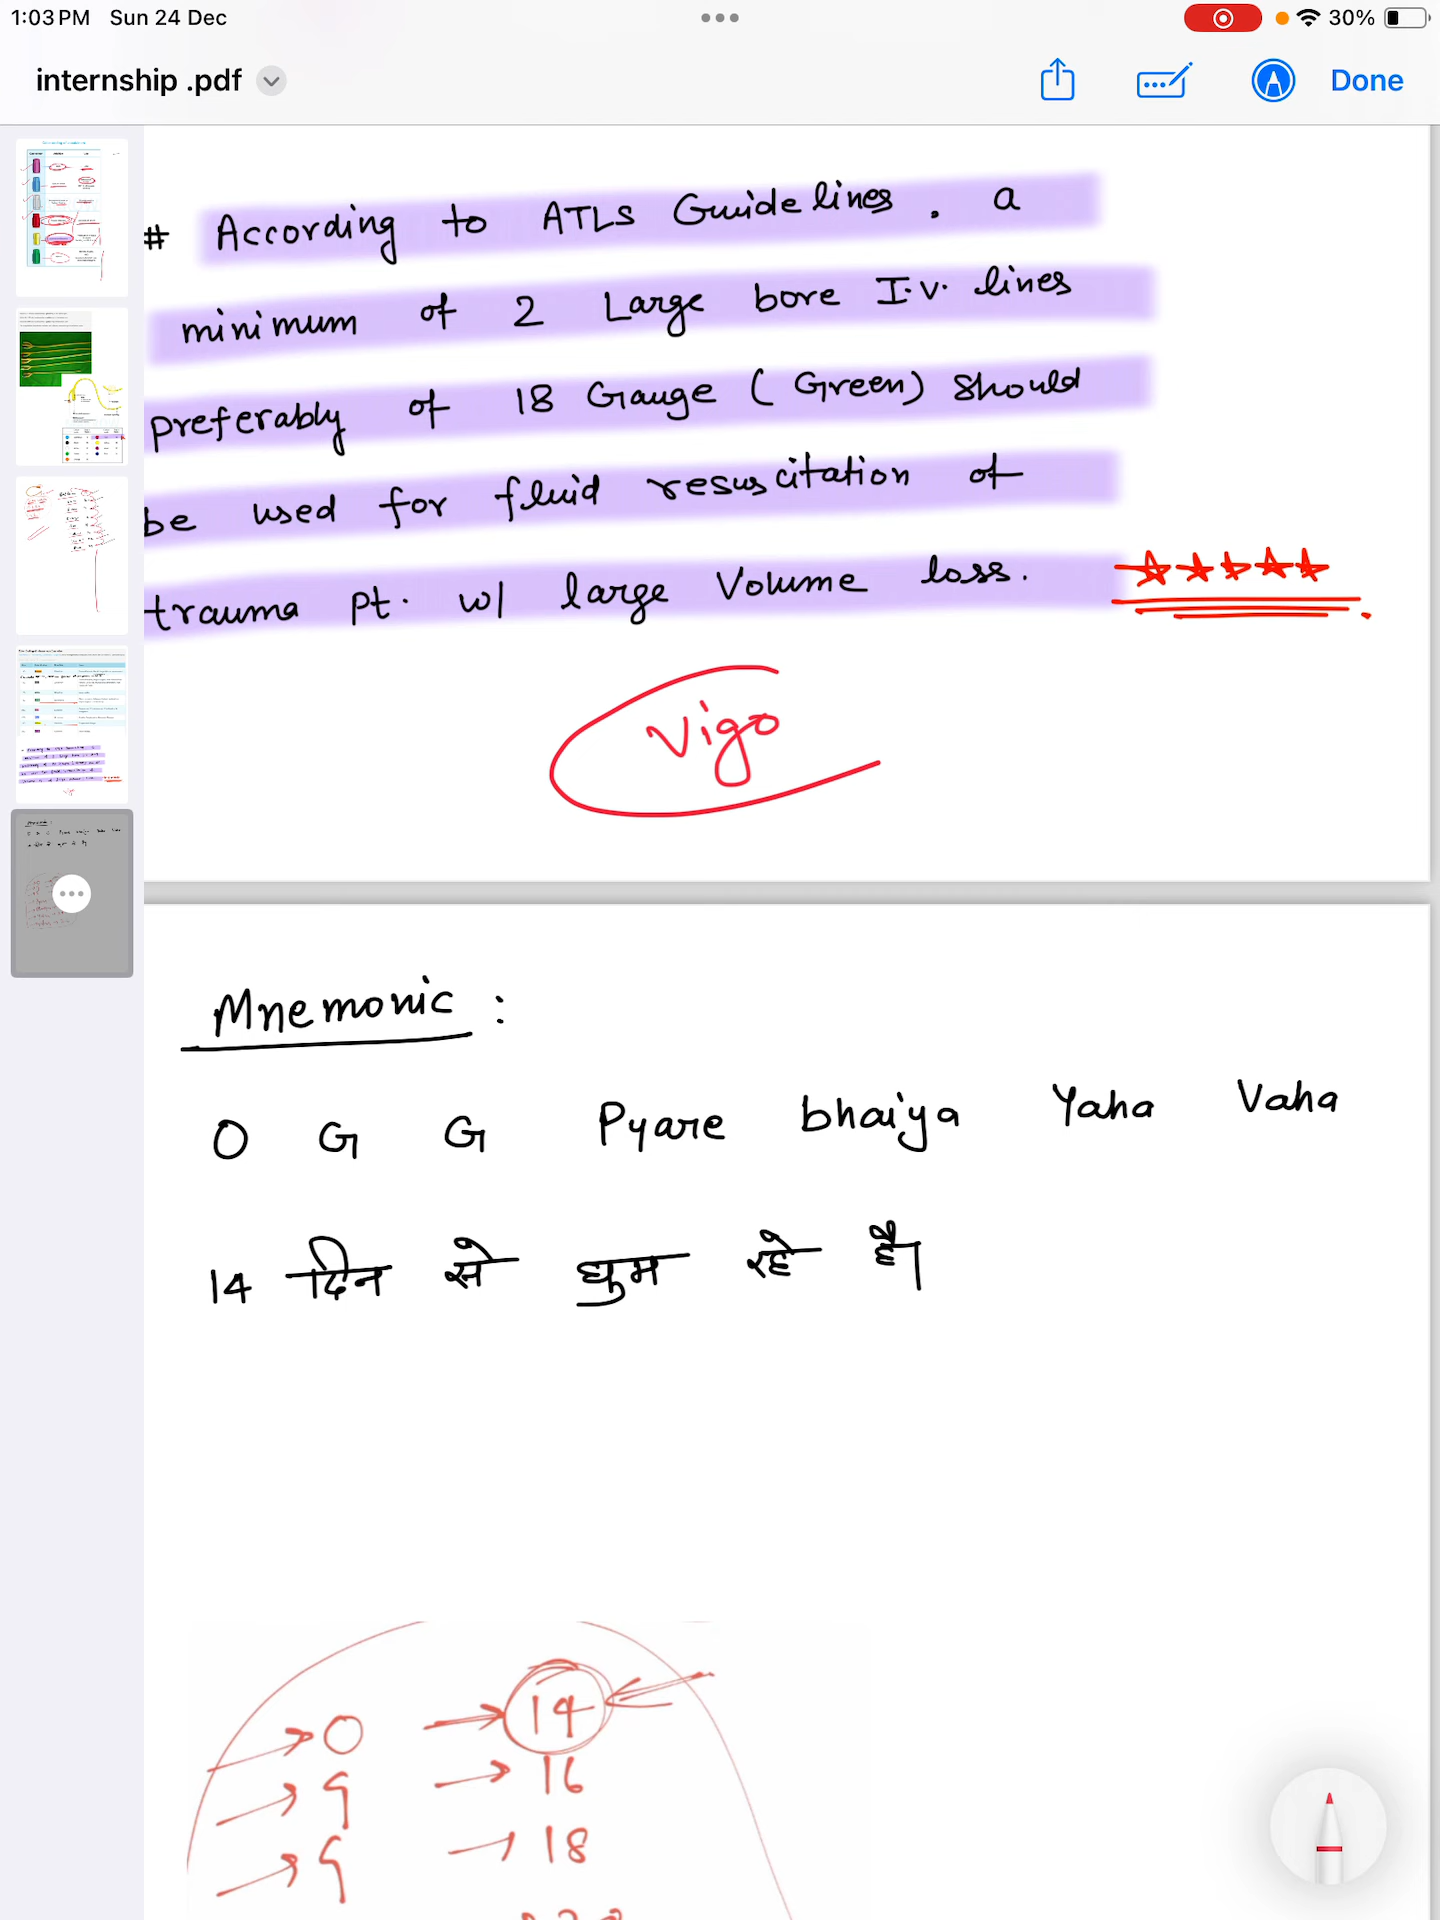 1:03 PM Sun 24 Dec
30%
internship .pdf
Done
# According to ATLS Guidelines. a
minimum of 2 Large bore I.V. lines
preferably of 18 Gauge (Green) should
be used for fluid resuscitation of
trauma pt. w/ large Volume loss.
Vigo
Mnemonic :
O G G Pyare bhaiya Yaha Vaha
14 दिन से घुम रहे है।
O 14
G 16
G 18